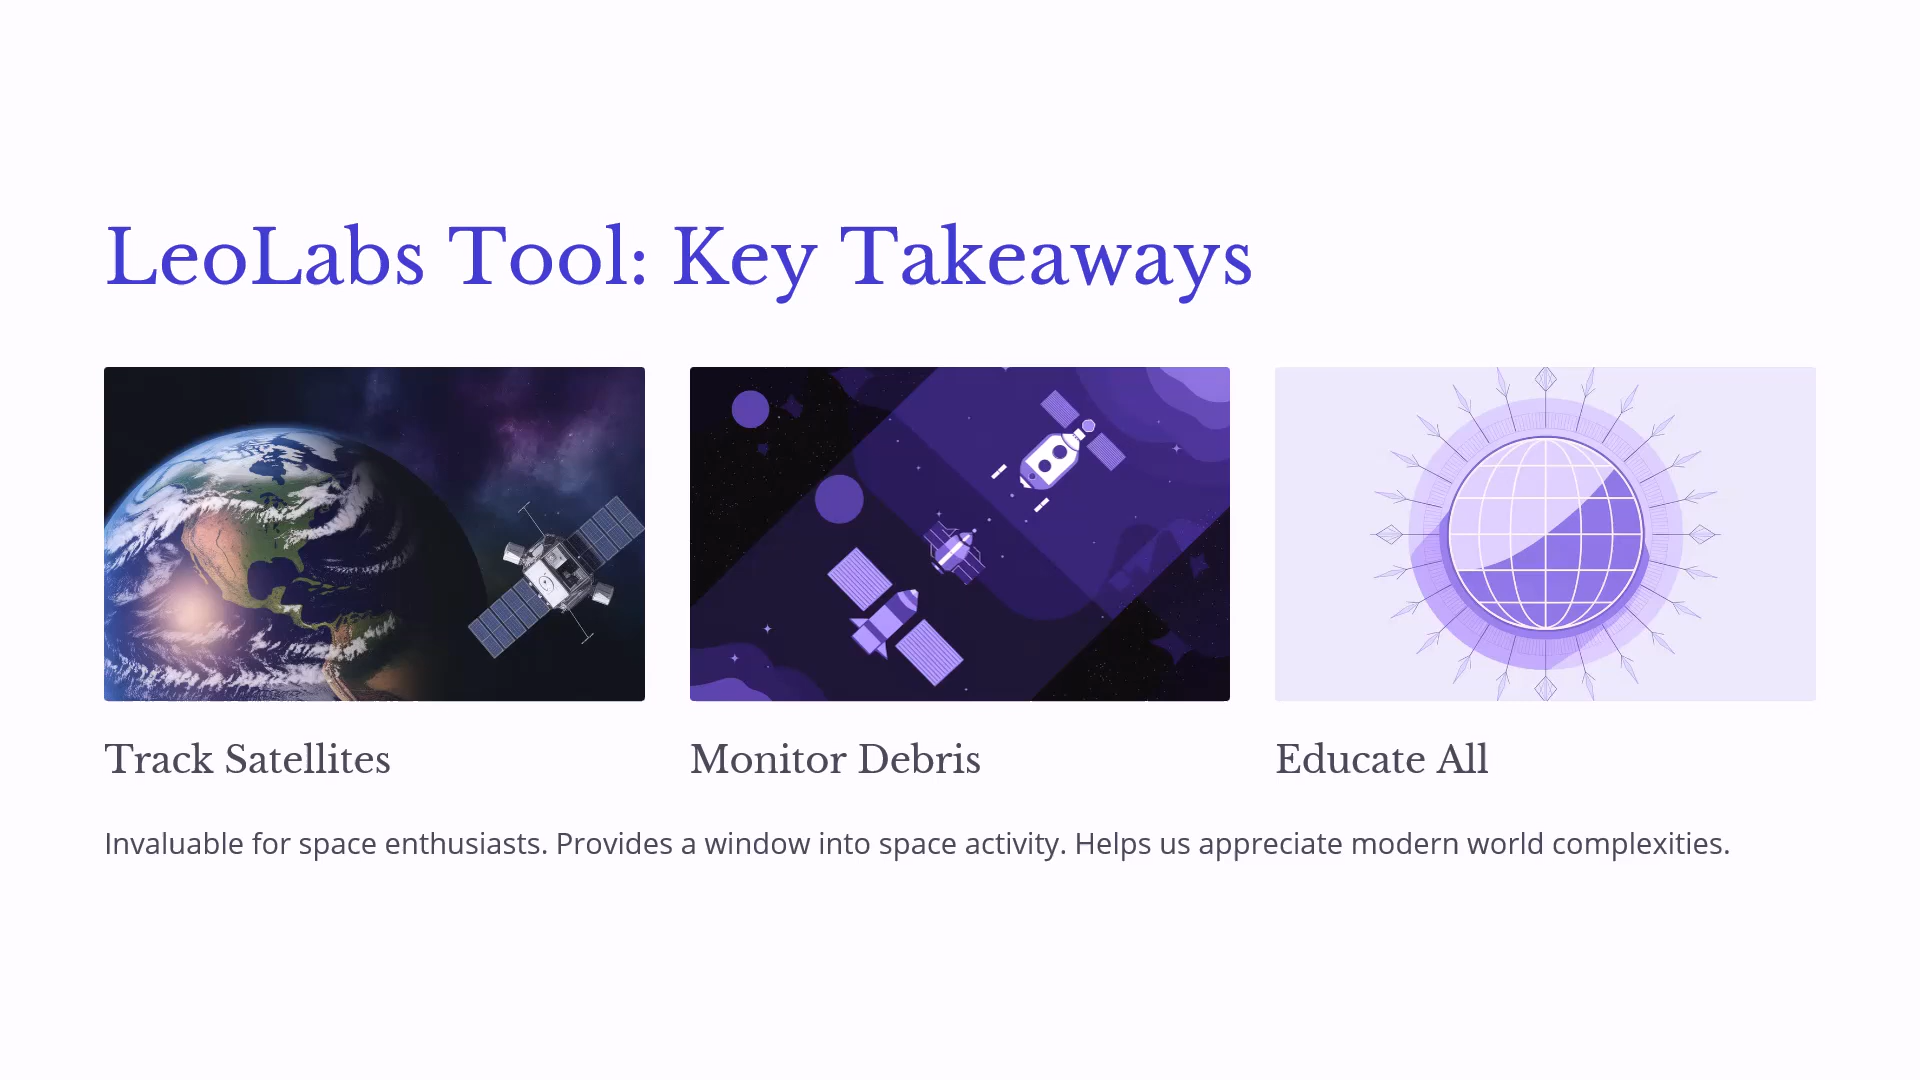 LeoLabs Tool: Key Takeaways
Track Satellites
Monitor Debris
Educate All
Invaluable for space enthusiasts. Provides a window into space activity. Helps us appreciate modern world complexities.